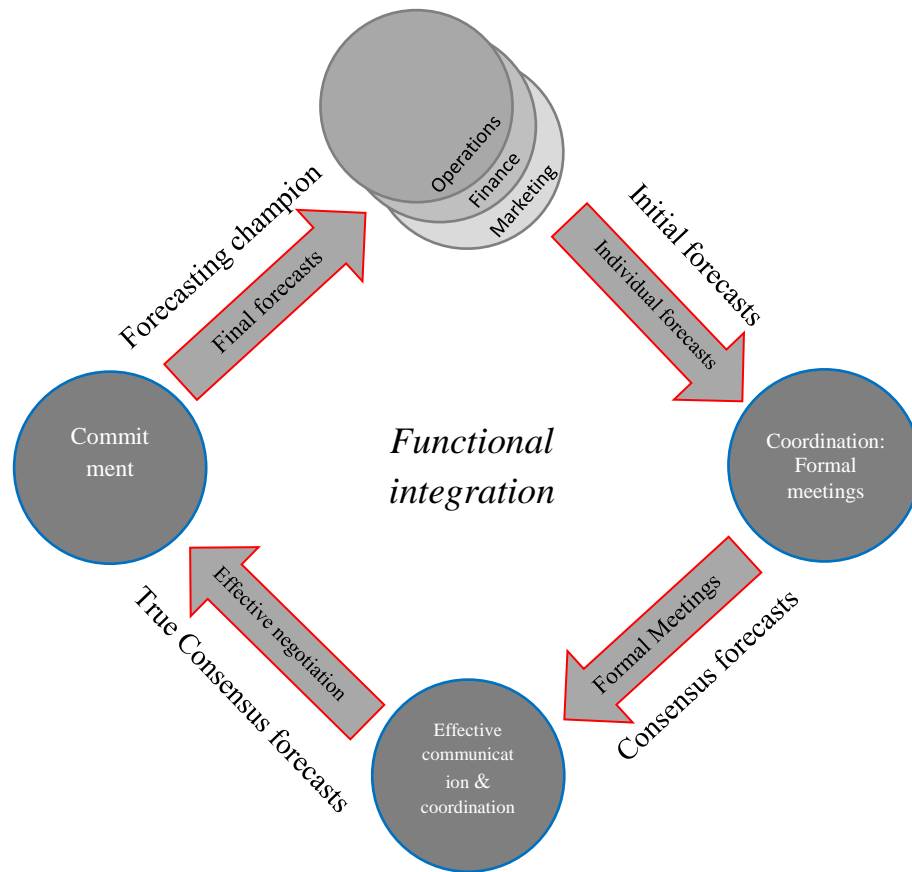 Operations
Finance
Marketing
Forecasting champion
Final forecasts
Initial forecasts
Individual forecasts
Commit
ment
Functional
integration
Coordination:
Formal
meetings
Effective negotiation
True Consensus forecasts
Formal Meetings
Consensus forecasts
Effective
communicat
ion &
coordination